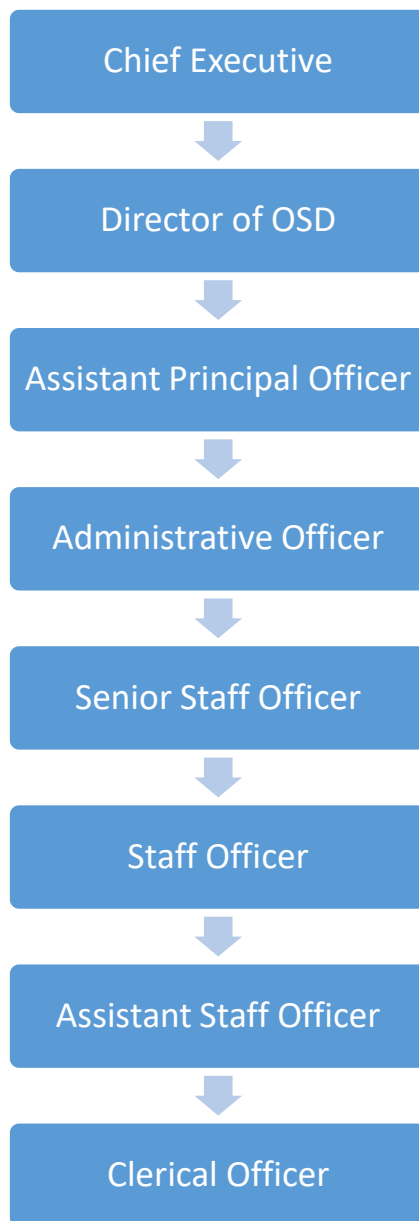 Chief Executive
Director of OSD
Assistant Principal Officer
Administrative Officer
Senior Staff Officer
Staff Officer
Assistant Staff Officer
Clerical Officer